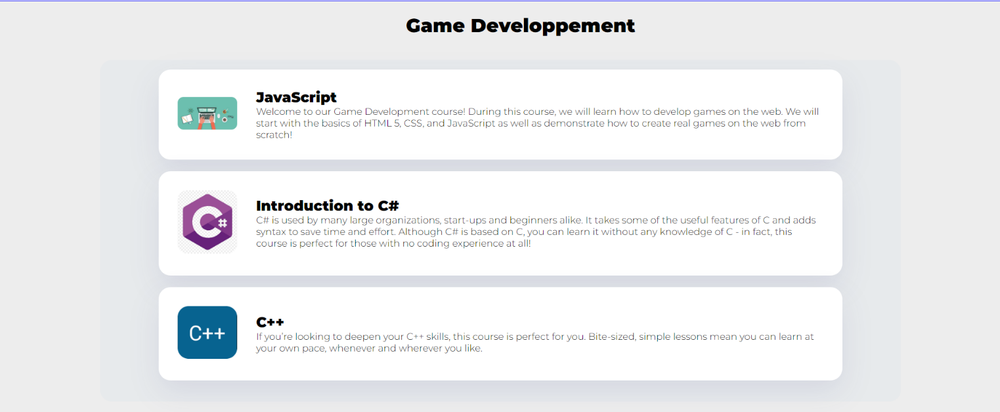 Game Developpement
JavaScript
Welcome to our Game Development course! During this course, we will learn how to develop games on the web. We will
start with the basics of HTML 5, CSS, and JavaScript as well as demonstrate how to create real games on the web from
scratch!
C#
Introduction to C#
C# is used by many large organizations, start-ups and beginners alike. It takes some of the useful features of C and adds
syntax to save time and effort. Although C# is based on C, you can learn it without any knowledge of C - in fact, this
course is perfect for those with no coding experience at all!
C++
C++
If you’re looking to deepen your C++ skills, this course is perfect for you. Bite-sized, simple lessons mean you can learn at
your own pace, whenever and wherever you like.